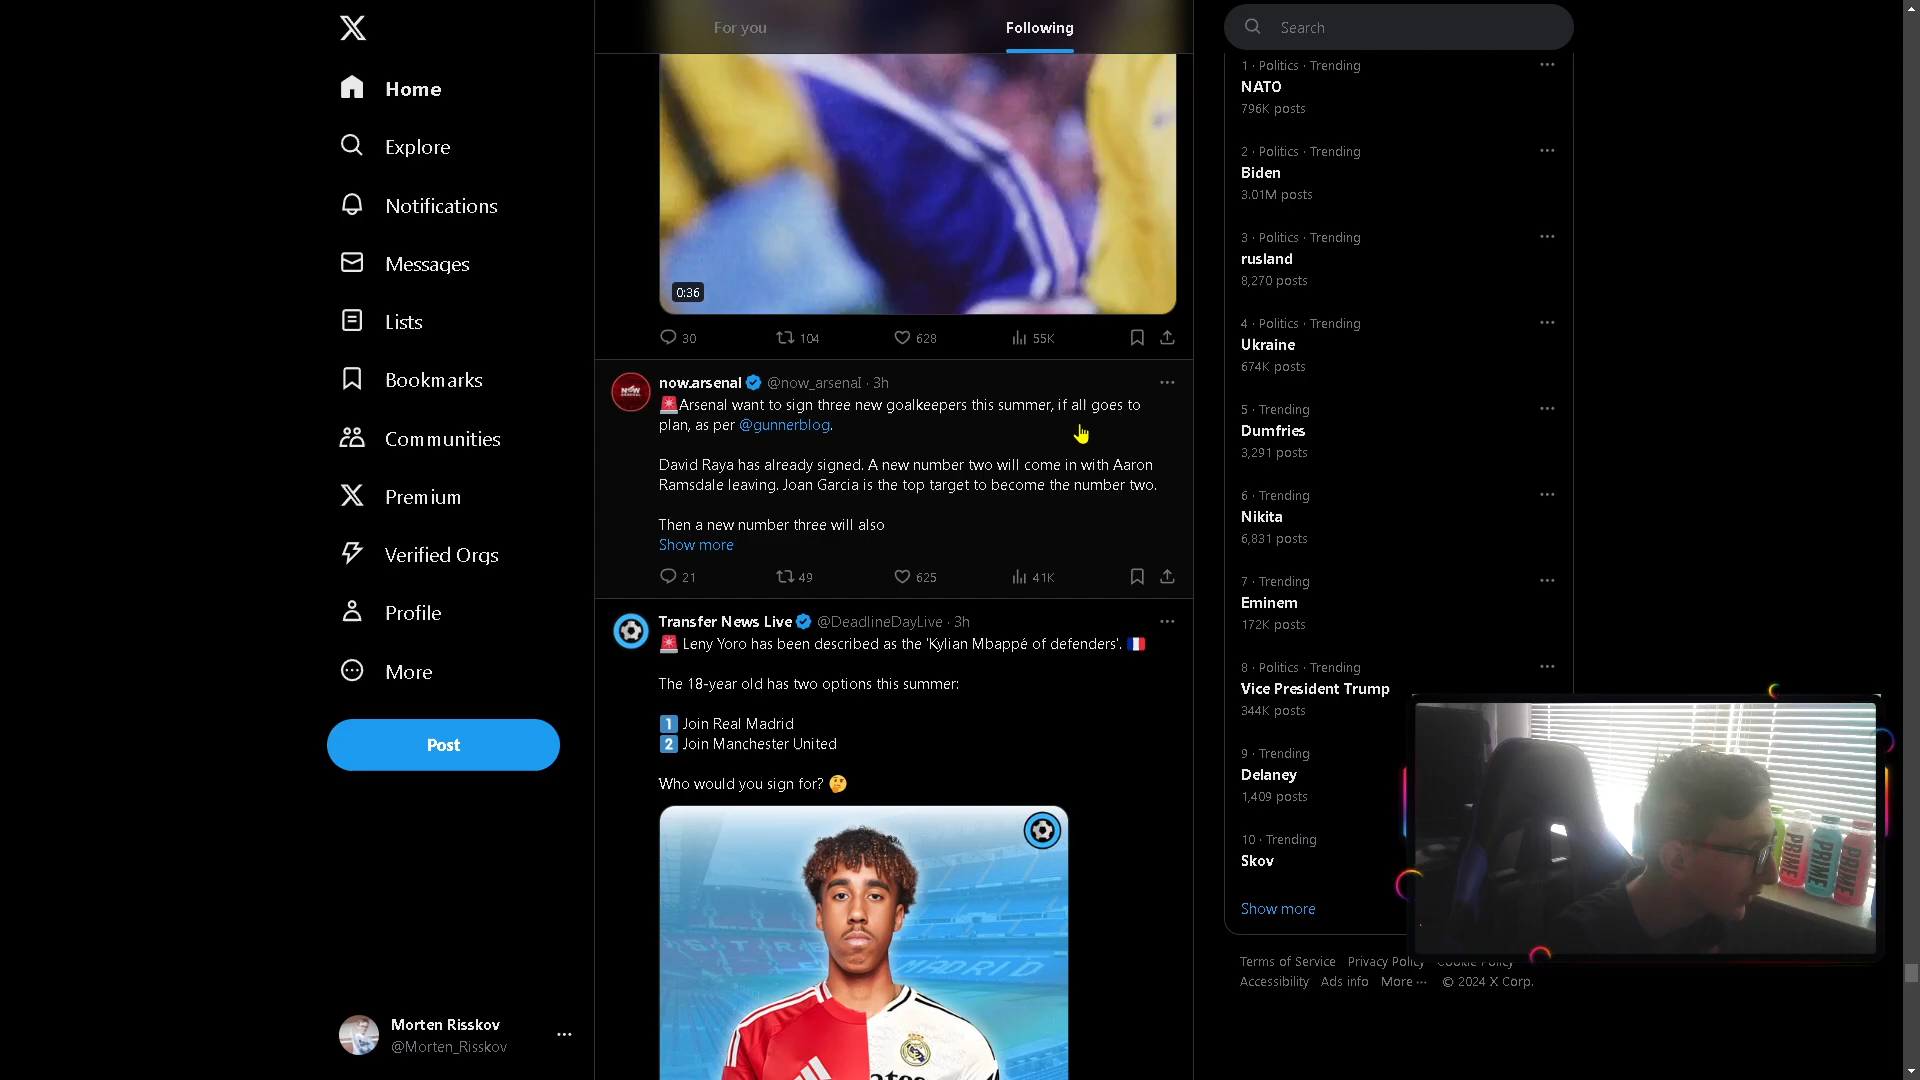 For you
Following
Search
Home
Explore
Notifications
Messages
Lists
Bookmarks
Communities
Premium
Verified Orgs
Profile
More
Post
Morten Risskov
@Morten_Risskov
0:36
30 104 628 55K
now.arsenal @now_arsenaI · 3h
🚨Arsenal want to sign three new goalkeepers this summer, if all goes to
plan, as per @gunnerblog.
David Raya has already signed. A new number two will come in with Aaron
Ramsdale leaving. Joan Garcia is the top target to become the number two.
Then a new number three will also
Show more
21 49 625 41K
Transfer News Live @DeadlineDayLive · 3h
🚨 Leny Yoro has been described as the 'Kylian Mbappé of defenders'. 🇫🇷
The 18-year old has two options this summer:
1️⃣ Join Real Madrid
2️⃣ Join Manchester United
Who would you sign for? 🤔
1 · Politics · Trending
NATO
796K posts
2 · Politics · Trending
Biden
3.01M posts
3 · Politics · Trending
rusland
8,270 posts
4 · Politics · Trending
Ukraine
674K posts
5 · Trending
Dumfries
3,291 posts
6 · Trending
Nikita
6,831 posts
7 · Trending
Eminem
172K posts
8 · Politics · Trending
Vice President Trump
344K posts
9 · Trending
Delaney
1,409 posts
10 · Trending
Skov
Show more
Terms of Service Privacy Policy Cookie Policy
Accessibility Ads info More ··· © 2024 X Corp.
PRIME
PRIME
PRIME